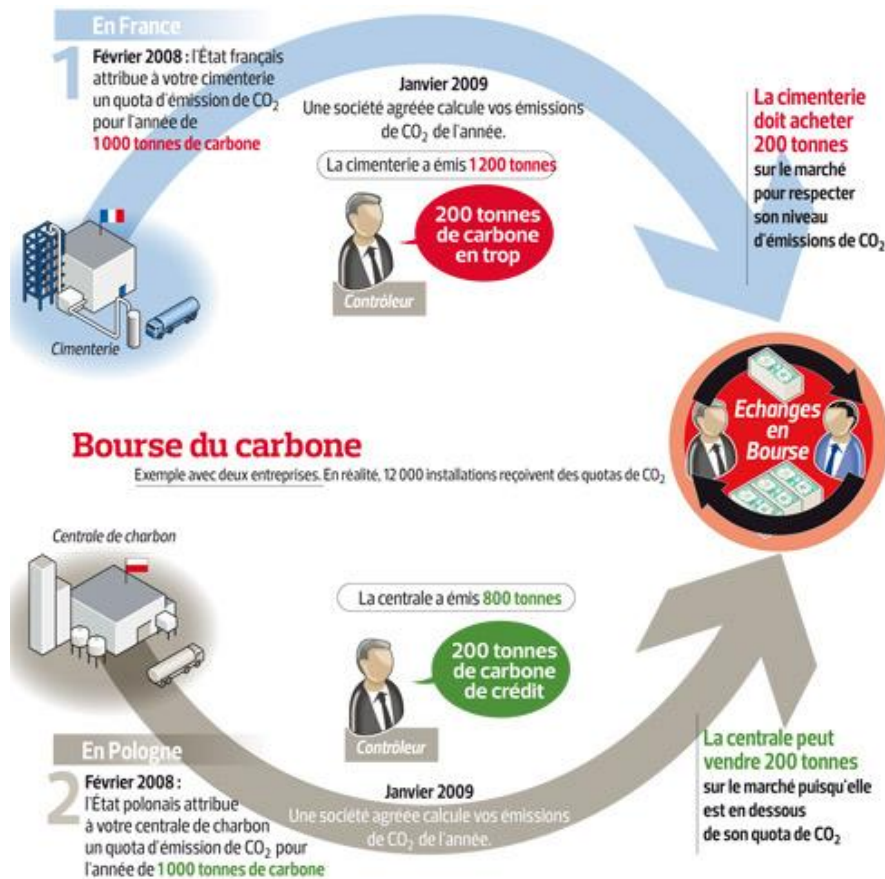 En France
1
Février 2008 : l'État français
attribue à votre cimenterie
un quota d'émission de CO₂
pour l'année de
1 000 tonnes de carbone
Cimenterie
Janvier 2009
Une société agréée calcule vos émissions
de CO₂ de l'année.
La cimenterie a émis 1 200 tonnes
200 tonnes
de carbone
en trop
Contrôleur
La cimenterie
doit acheter
200 tonnes
sur le marché
pour respecter
son niveau
d'émissions de CO₂
Echanges
en
Bourse
Bourse du carbone
Exemple avec deux entreprises. En réalité, 12 000 installations reçoivent des quotas de CO₂
Centrale de charbon
En Pologne
2
Février 2008 :
l'État polonais attribue
à votre centrale de charbon
un quota d'émission de CO₂ pour
l'année de 1 000 tonnes de carbone
La centrale a émis 800 tonnes
200 tonnes
de carbone
de crédit
Contrôleur
Janvier 2009
Une société agréée calcule vos émissions
de CO₂ de l'année.
La centrale peut
vendre 200 tonnes
sur le marché puisqu'elle
est en dessous
de son quota de CO₂